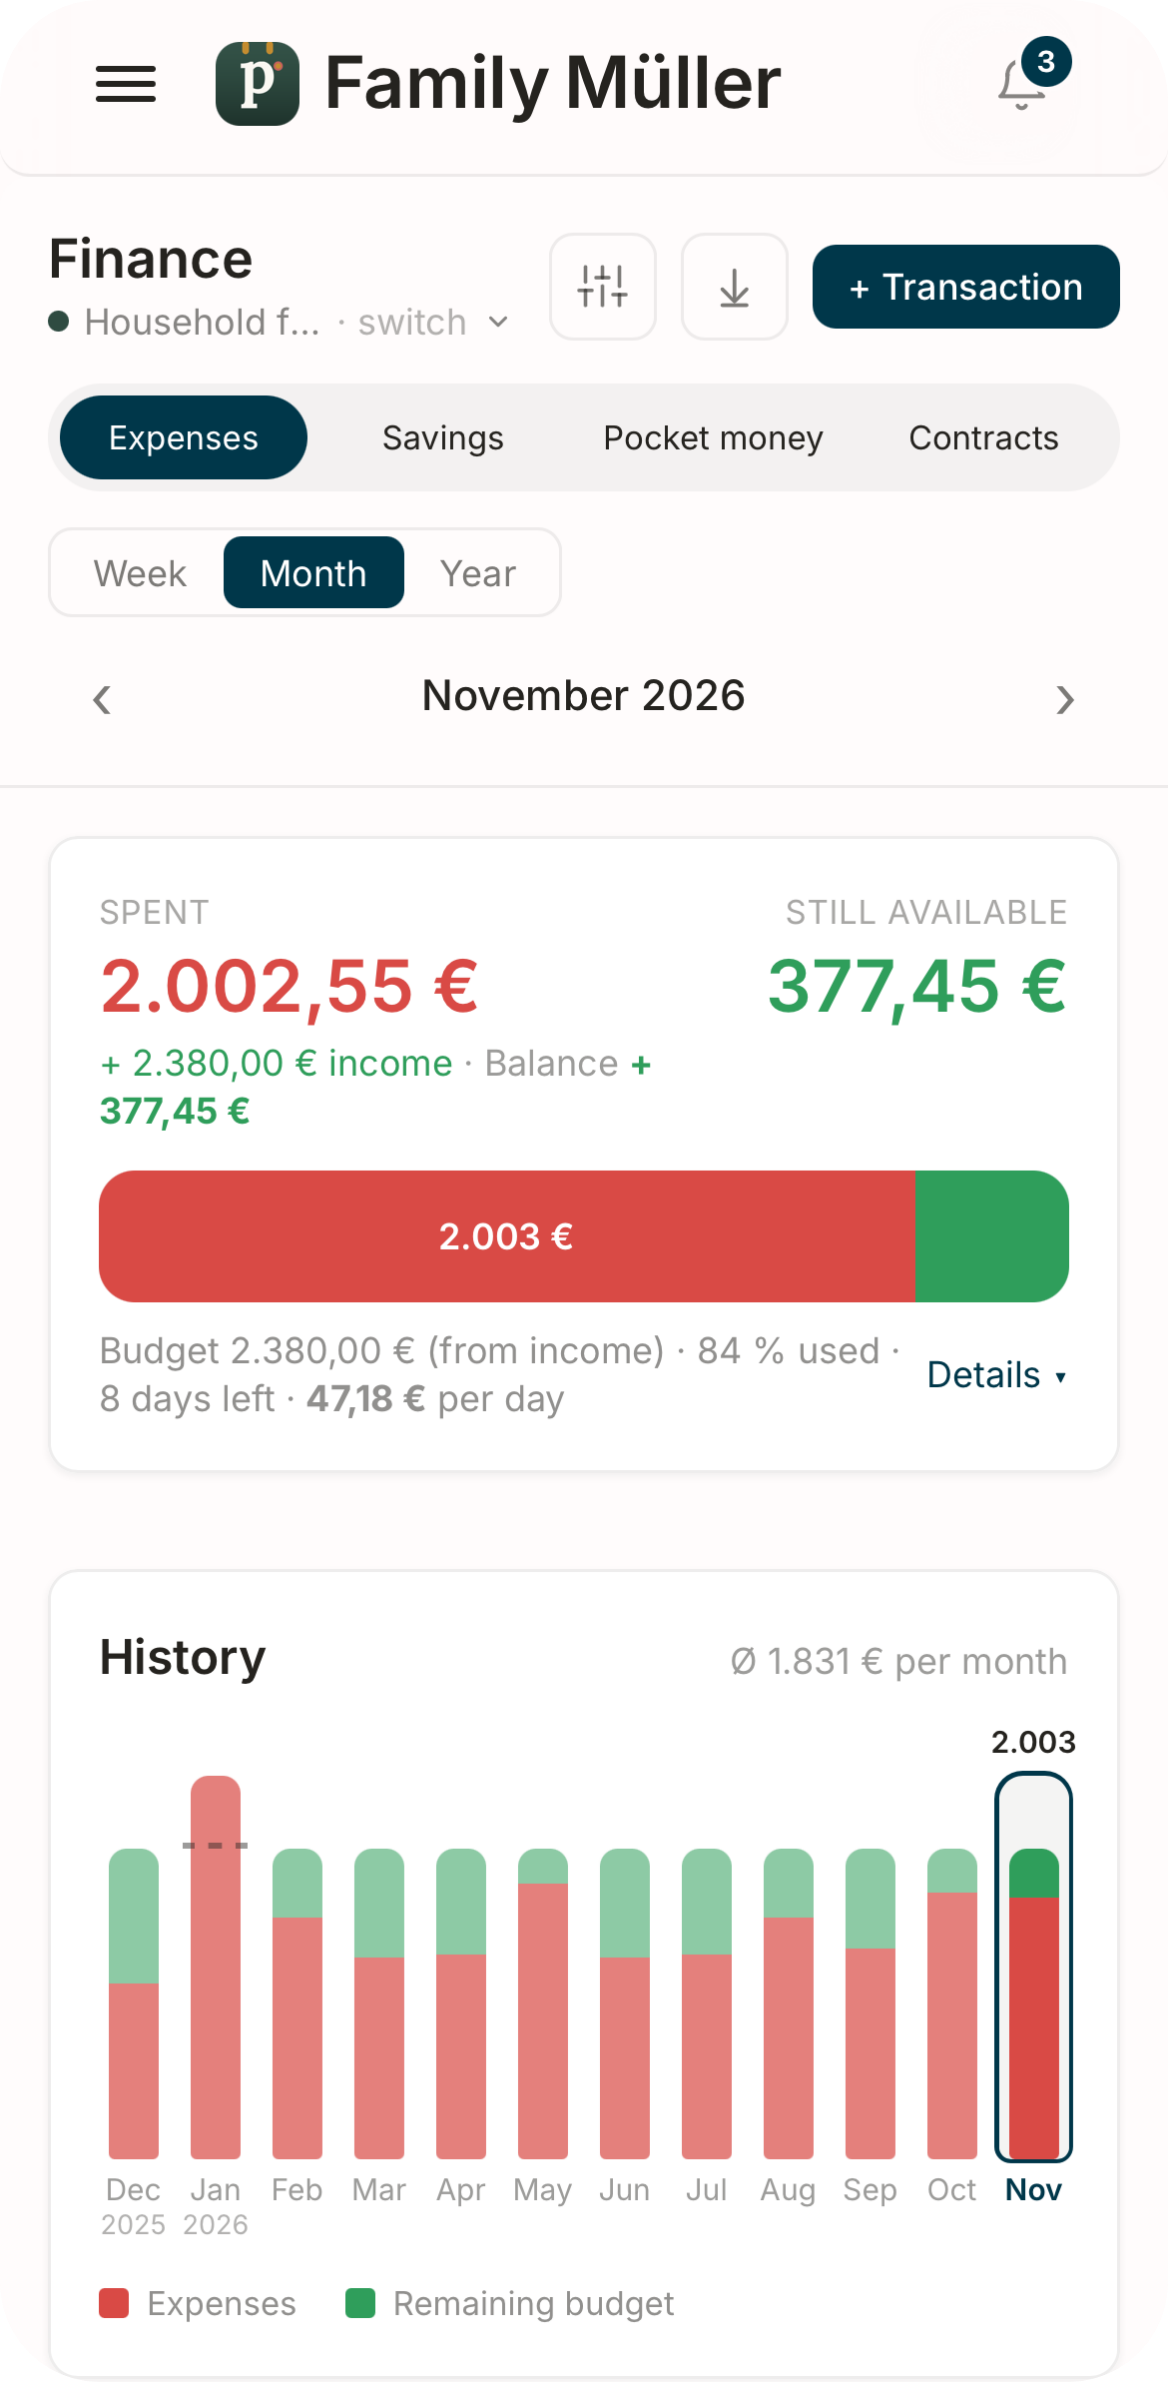 p
Family Müller
3
Finance
Household f... · switch
+ Transaction
Expenses
Savings
Pocket money
Contracts
Week
Month
Year
November 2026
SPENT
STILL AVAILABLE
2.002,55 €
377,45 €
+ 2.380,00 € income · Balance +
377,45 €
2.003 €
Budget 2.380,00 € (from income) · 84 % used ·
8 days left · 47,18 € per day
Details
History
Ø 1.831 € per month
2.003
Dec Jan Feb Mar Apr May Jun Jul Aug Sep Oct Nov
2025 2026
Expenses
Remaining budget